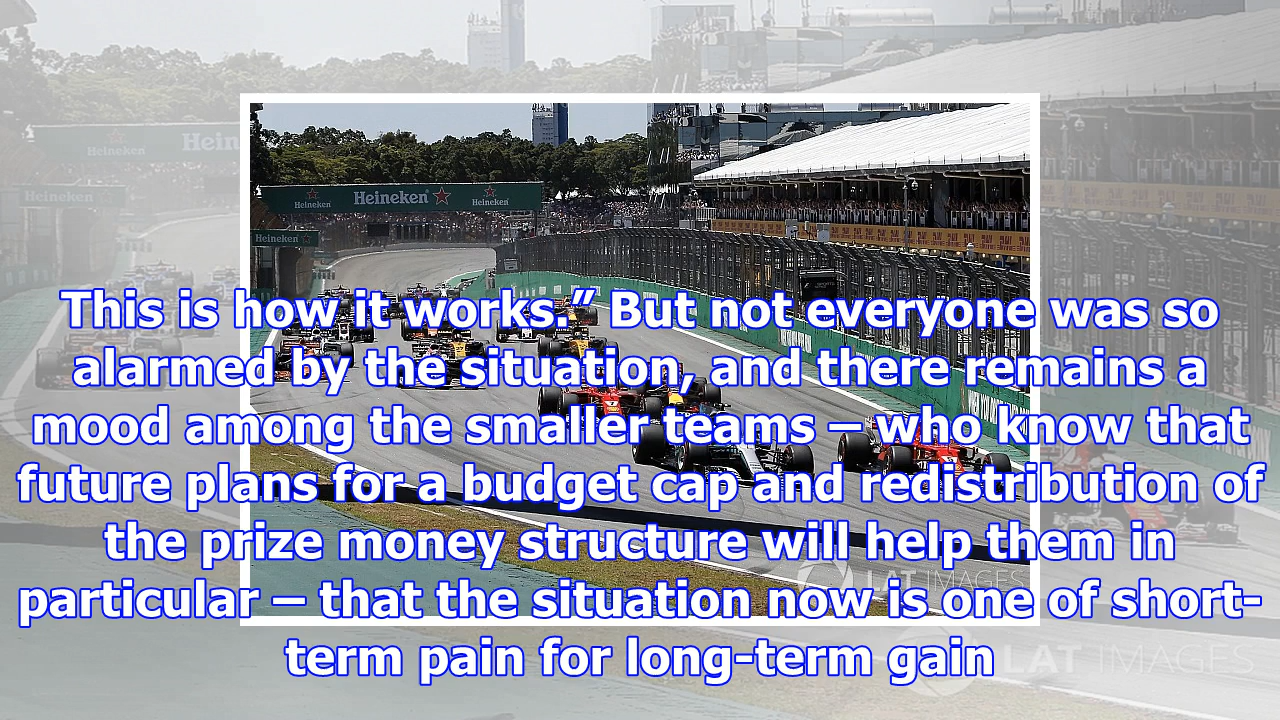 Heinken
Heineken
Heineken
Heineken
Heineken
Heineken
This is how it works.” But not everyone was so
alarmed by the situation, and there remains a
mood among the smaller teams – who know that
future plans for a budget cap and redistribution of
the prize money structure will help them in
particular – that the situation now is one of short-
term pain for long-term gain
LAT IMAGES
LAT IMAGES